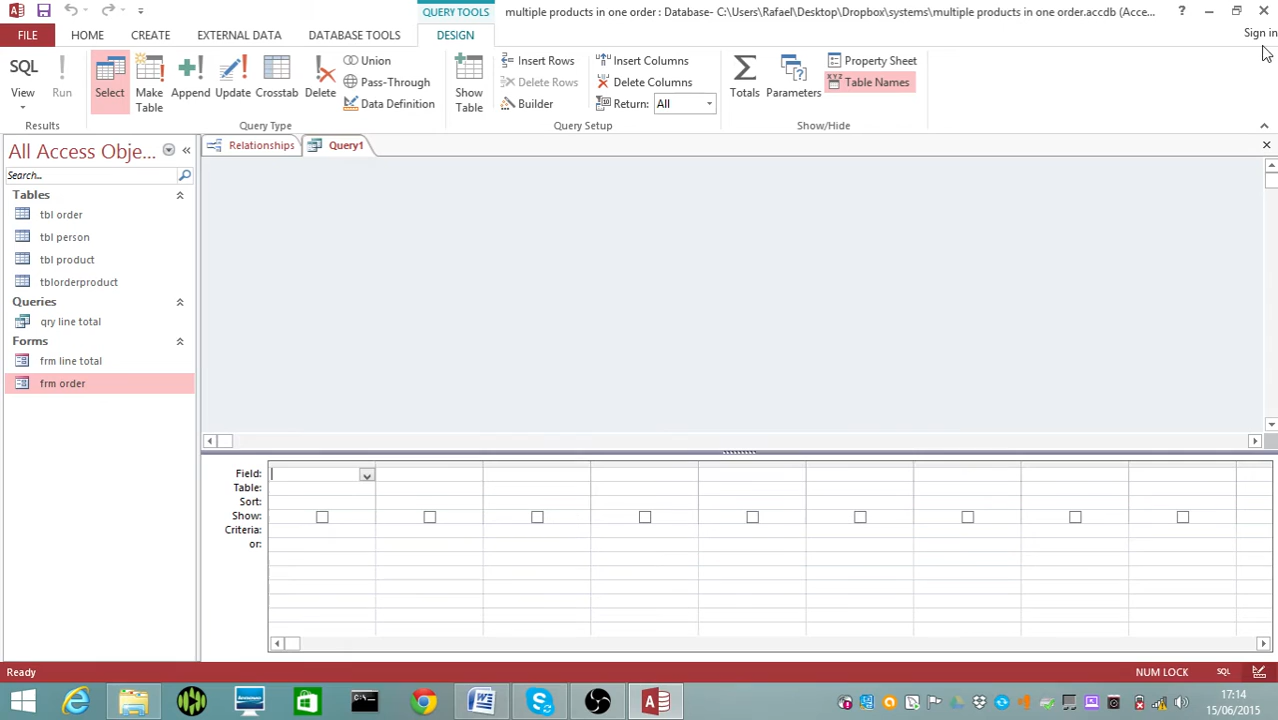 QUERY TOOLS multiple products in one order : Database- C:\Users\Rafael\Desktop\Dropbox\systems\multiple products in one order.accdb (Acce... ?
FILE HOME CREATE EXTERNAL DATA DATABASE TOOLS DESIGN Sign in
SQL View
Run
Select
Make Table
Append
Update
Crosstab
Delete
Union
Pass-Through
Data Definition
Show Table
Insert Rows
Delete Rows
Builder
Insert Columns
Delete Columns
Return: All
Totals
Parameters
Property Sheet
XYZ Table Names
Results Query Type Query Setup Show/Hide
All Access Obje...
Relationships Query1
Search...
Tables
tbl order
tbl person
tbl product
tblorderproduct
Queries
qry line total
Forms
frm line total
frm order
Field:
Table:
Sort:
Show:
Criteria:
or:
Ready NUM LOCK SQL
17:14
15/06/2015